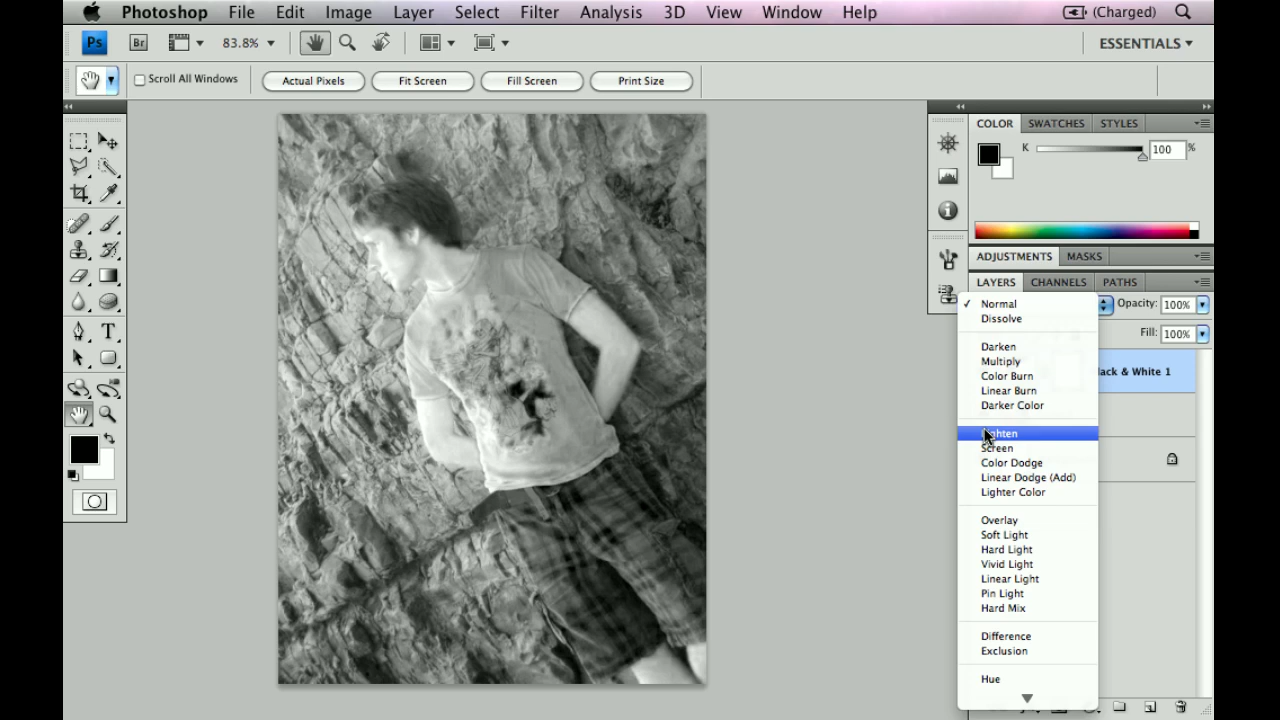 Photoshop File Edit Image Layer Select Filter Analysis 3D View Window Help (Charged)
Ps Br 83.8% ESSENTIALS
Scroll All Windows Actual Pixels Fit Screen Fill Screen Print Size
COLOR SWATCHES STYLES
K 100 %
ADJUSTMENTS MASKS
LAYERS CHANNELS PATHS
✓ Normal Opacity: 100%
Dissolve
Fill: 100%
Darken
Multiply
lack & White 1
Color Burn
Linear Burn
Darker Color
ghten
Screen
Color Dodge
Linear Dodge (Add)
Lighter Color
Overlay
Soft Light
Hard Light
Vivid Light
Linear Light
Pin Light
Hard Mix
Difference
Exclusion
Hue